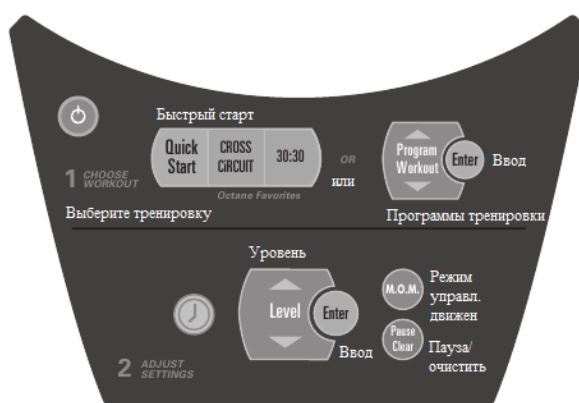 Быстрый старт
Quick
Start
CROSS
CiRCUIT
30:30
OR
или
Program
Workout
Enter
Ввод
1 CHOOSE
WORKOUT
Octane Favorites
Выберите тренировку
Программы тренировки
Уровень
Level
Enter
Ввод
M.O.M.
Режим
управл.
движен
Pause
Clear
Пауза/
очистить
2 ADJUST
SETTINGS